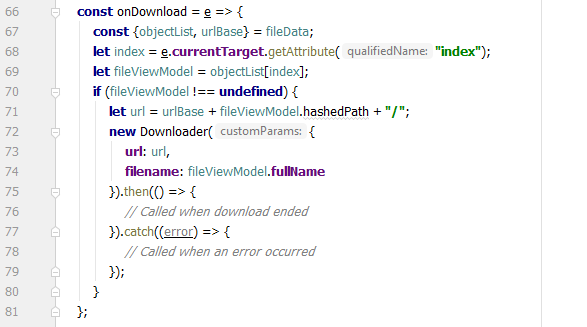 66 const onDownload = e => {
67 const {objectList, urlBase} = fileData;
68 let index = e.currentTarget.getAttribute( qualifiedName: "index");
69 let fileViewModel = objectList[index];
70 if (fileViewModel !== undefined) {
71 let url = urlBase + fileViewModel.hashedPath + "/";
72 new Downloader( customParams: {
73 url: url,
74 filename: fileViewModel.fullName
75 }).then(() => {
76 // Called when download ended
77 }).catch((error) => {
78 // Called when an error occurred
79 });
80 }
81 };